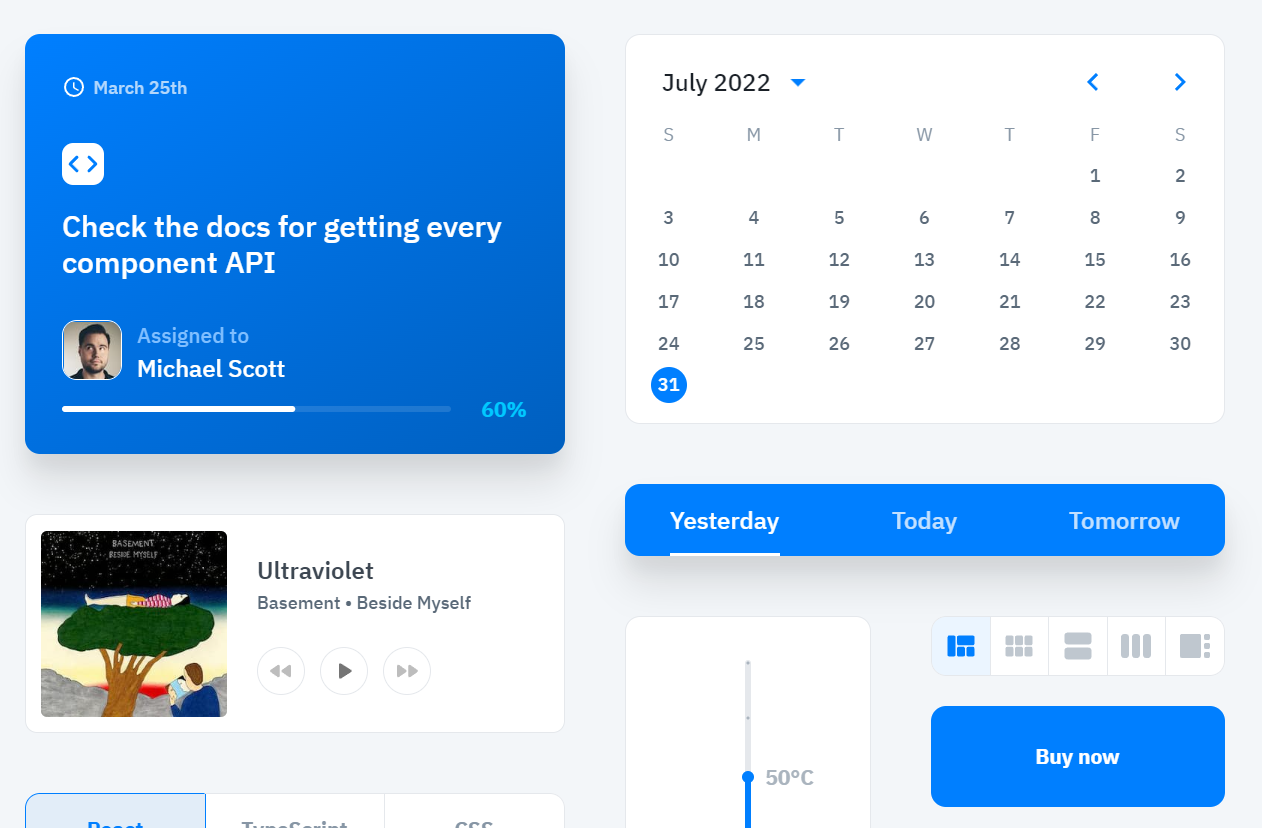 March 25th
Check the docs for getting every
component API
Assigned to
Michael Scott
60%
July 2022
S M T W T F S
1 2
3 4 5 6 7 8 9
10 11 12 13 14 15 16
17 18 19 20 21 22 23
24 25 26 27 28 29 30
31
Yesterday Today Tomorrow
BASEMENT
BESIDE MYSELF
Ultraviolet
Basement • Beside Myself
50°C
Buy now
React TypeScript CSS